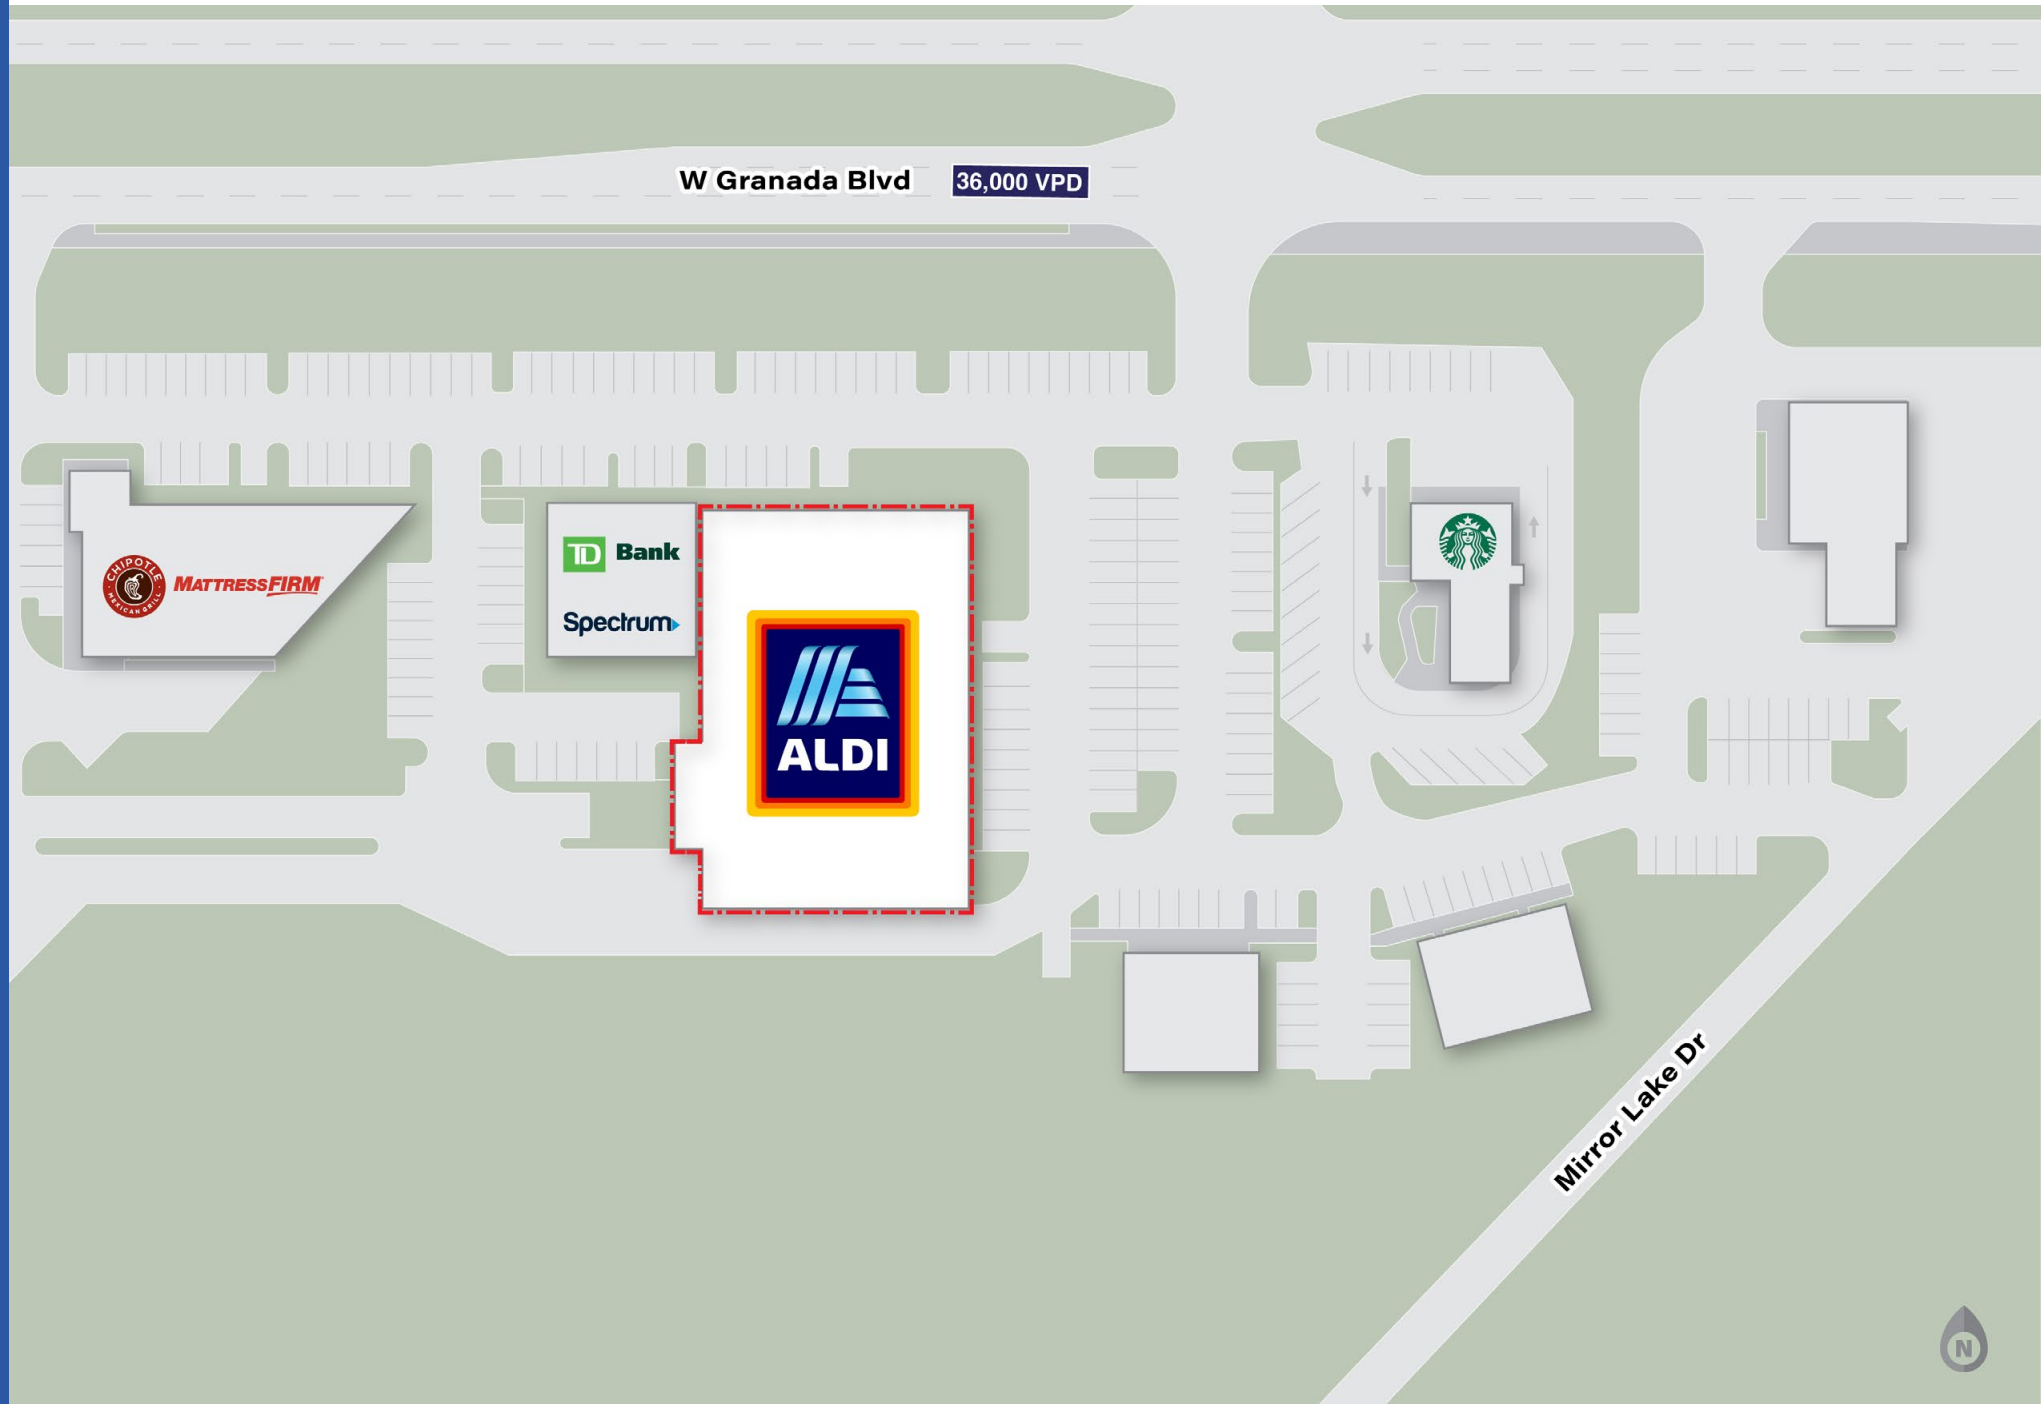 W Granada Blvd 36,000 VPD
CHIPOTLE
MEXICAN GRILL
MATTRESSFIRM
TD Bank
Spectrum
ALDI
Mirror Lake Dr
N